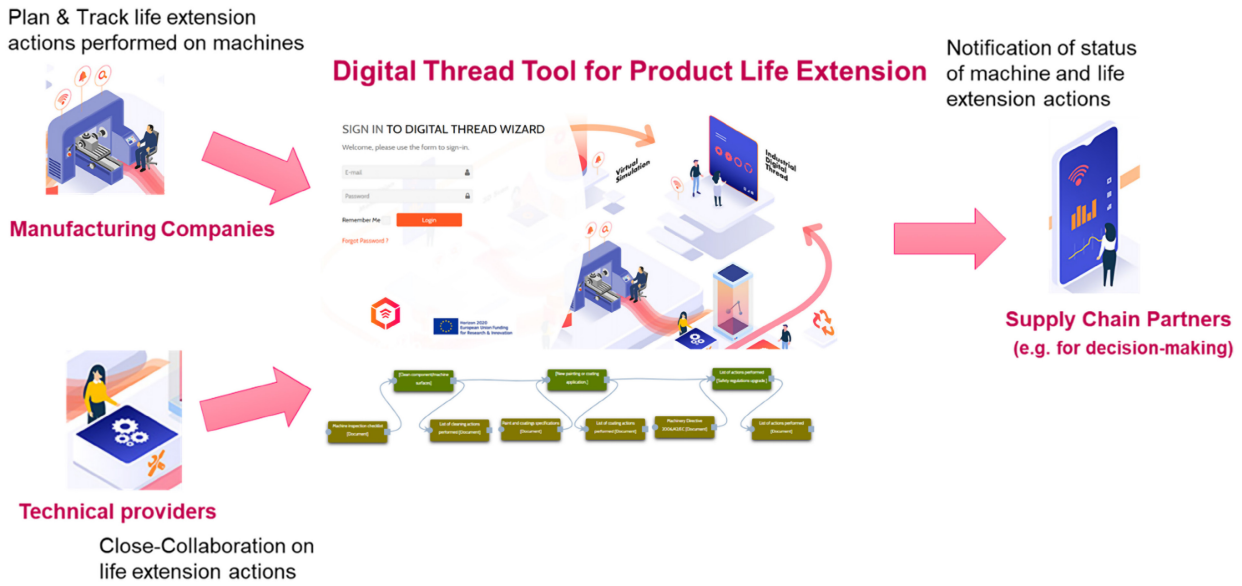 Plan & Track life extension
actions performed on machines
Digital Thread Tool for Product Life Extension
Notification of status
of machine and life
extension actions
SIGN IN TO DIGITAL THREAD WIZARD
Welcome, please use the form to sign-in.
E-mail
Password
Remember Me
Login
Forgot Password ?
Virtual
Simulation
Industrial
Digital
Thread
Manufacturing Companies
Horizon 2020
European Union Funding
for Research & Innovation
Supply Chain Partners
(e.g. for decision-making)
[Clean component/machine
surfaces]
[New painting or coating
application.]
List of actions performed
[Safety regulations upgrade.]
Machine inspection checklist
[Document]
List of cleaning actions
performed [Document]
Paint and coatings specifications
[Document]
List of coating actions
performed [Document]
Machinery Directive
2006/42/EC [Document]
List of actions performed
[Document]
Technical providers
Close-Collaboration on
life extension actions